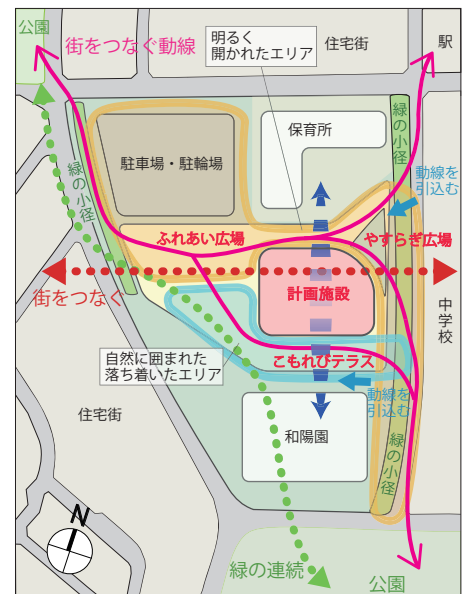 公園
街をつなぐ動線
明るく
開かれたエリア
住宅街
駅
保育所
緑の小径
駐車場・駐輪場
緑の小径
動線を
引込む
ふれあい広場
やすらぎ広場
街をつなぐ
計画施設
中学校
こもれびテラス
自然に囲まれた
落ち着いたエリア
動線を
引込む
住宅街
和陽園
緑の小径
N
緑の連続
公園